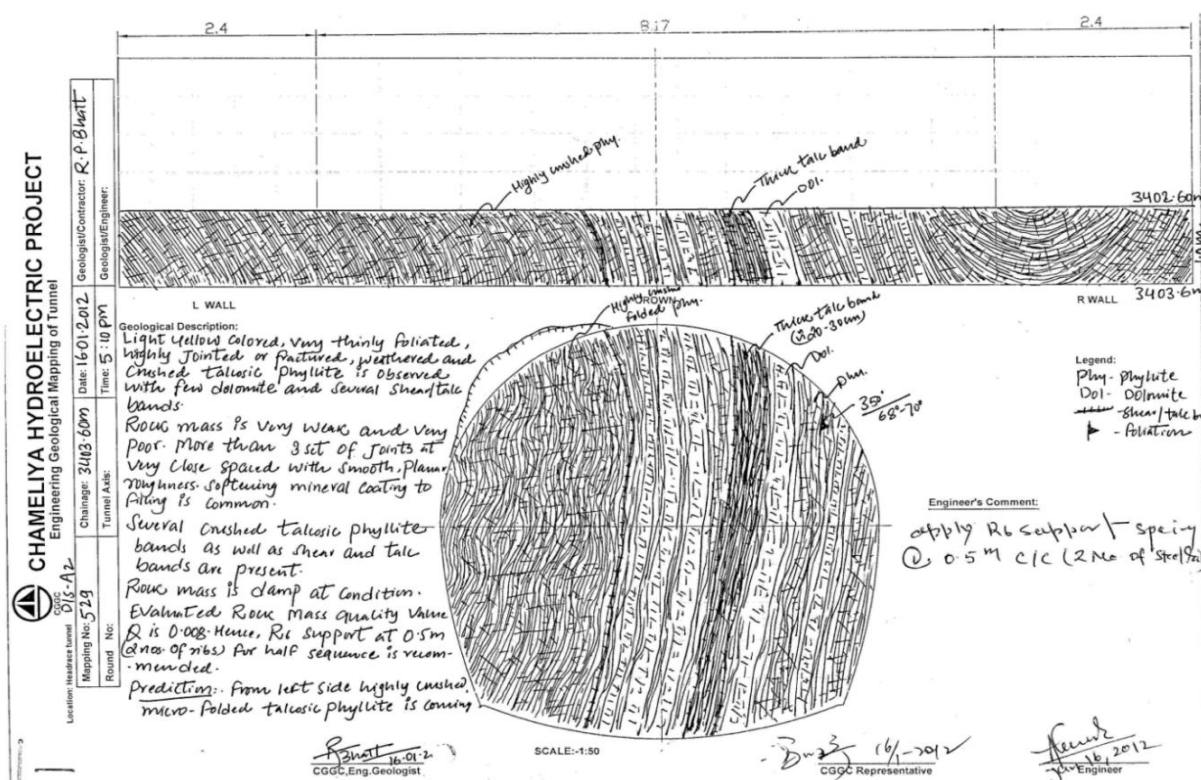 2.4
8.17
2.4
CHAMELIYA HYDROELECTRIC PROJECT
Engineering Geological Mapping of Tunnel
CGGC
Location: Headrace tunnel D/S-A2
Mapping No: 529
Chainage: 3403.60m
Date: 16.01.2012
Geologist/Contractor: R.P.Bhatt
Round No:
Tunnel Axis:
Time: 5:10 PM
Geologist/Engineer:
Highly crushed phy.
Thick talc band
DOl.
3402.60m
3403.6m
L WALL
CROWN
R WALL
Geological Description:
Light Yellow Colored, very thinly foliated,
highly Jointed or fractured, weathered and
Crushed talcosic phyllite is observed
with few dolomite and several shear/talc
bands.
Rock mass is very weak and very
poor. More than 3 set of Joints at
very close spaced with smooth, planar
roughness. Softening mineral coating to
filling is common.
Several crushed talcosic phyllite
bands as well as shear and talc
bands are present.
Rock mass is damp at condition.
Evaluated Rock Mass quality value
Q is 0.008. Hence, R6 support at 0.5m
(2nos. of ribs) for half sequence is recom-
-mended.
Prediction:- From left side highly crushed,
micro-folded talcosic phyllite is coming
Highly crushed
folded phy.
Thick talc band
20-30cm)
Dol.
Phy.
350°
68°-70°
Legend:
Phy- phyllite
Dol- Dolomite
- Shear/talc b
- foliation
Engineer's Comment:
apply R6 support spacing
@ 0.5m C/C (2 No of Steel
RBhatt
16.01.2
CGGC,Eng.Geologist
SCALE:-1:50
16/1-2012
CGGC Representative
16, 2012
Engineer